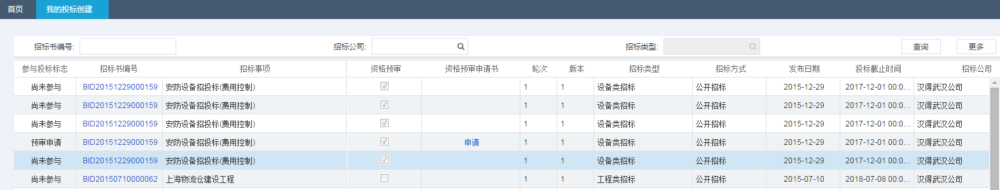 首页 我的投标创建
招标书编号: 招标公司: 招标类型: 查询 更多
参与投标标志 招标书编号 招标事项 资格预审 资格预审申请书 轮次 版本 招标类型 招标方式 发布日期 投标截止时间 招标公司
尚未参与 BID20151229000159 安防设备招投标(费用控制) 1 1 设备类招标 公开招标 2015-12-29 2017-12-01 00:0... 汉得武汉公司
尚未参与 BID20151229000159 安防设备招投标(费用控制) 1 1 设备类招标 公开招标 2015-12-29 2017-12-01 00:0... 汉得武汉公司
尚未参与 BID20151229000159 安防设备招投标(费用控制) 1 1 设备类招标 公开招标 2015-12-29 2017-12-01 00:0... 汉得武汉公司
预审申请 BID20151229000159 安防设备招投标(费用控制) 申请 1 1 设备类招标 公开招标 2015-12-29 2017-12-01 00:0... 汉得武汉公司
尚未参与 BID20151229000159 安防设备招投标(费用控制) 1 1 设备类招标 公开招标 2015-12-29 2017-12-01 00:0... 汉得武汉公司
尚未参与 BID20150710000062 上海物流仓建设工程 1 1 工程类招标 公开招标 2015-07-10 2018-07-08 00:0... 汉得武汉公司